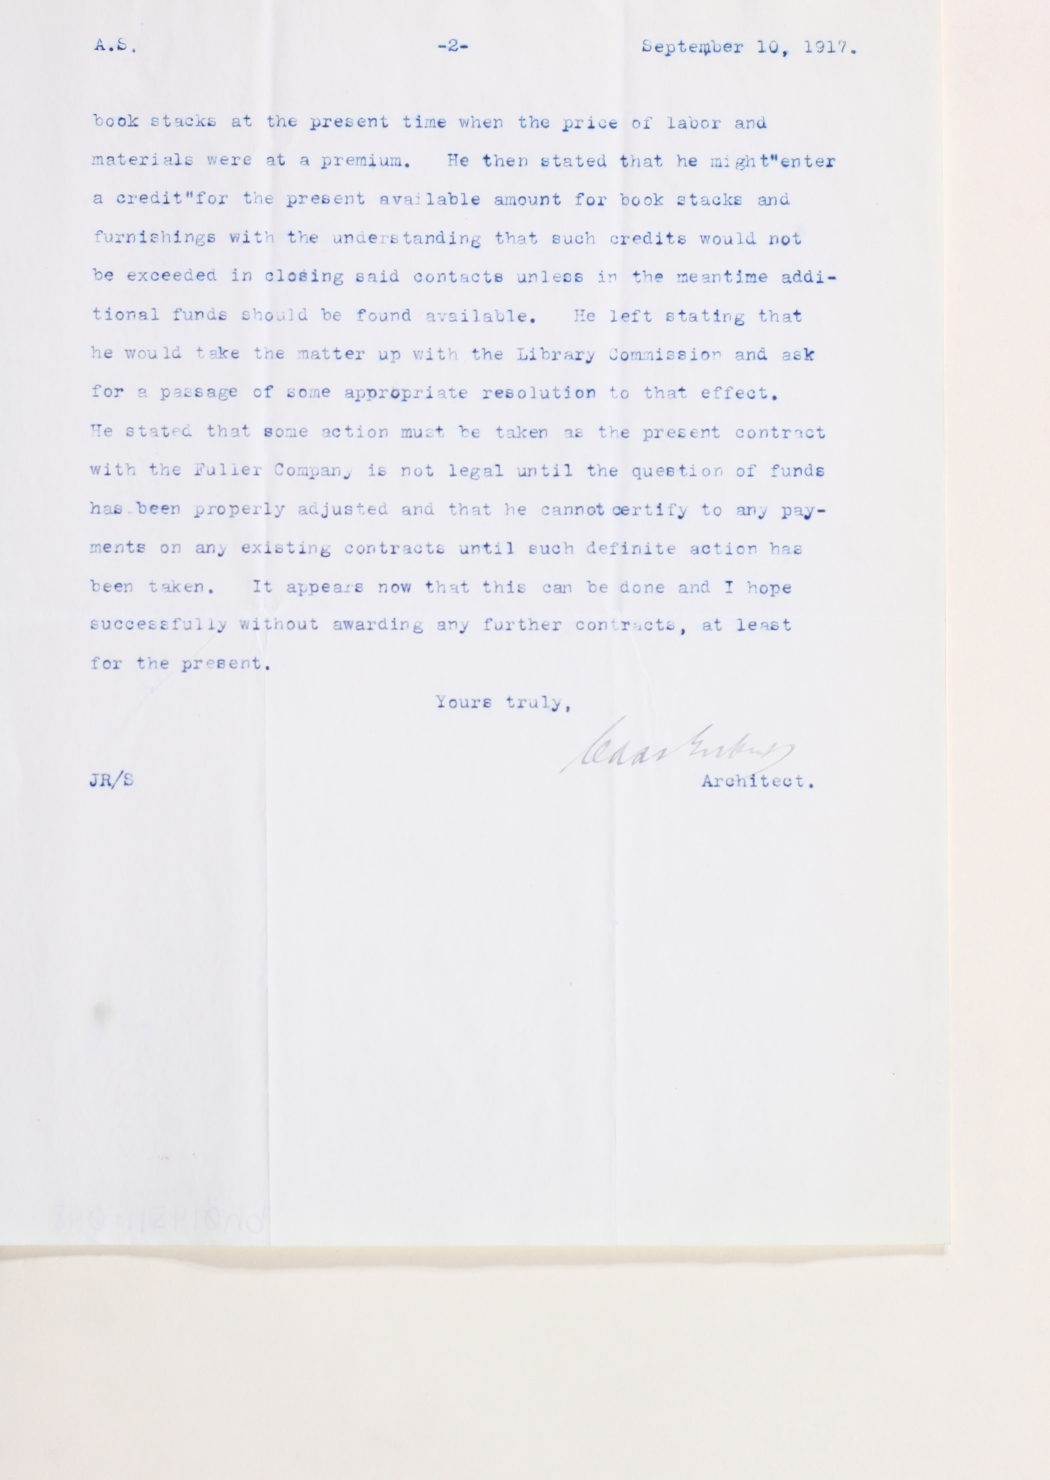 A.S. -2- September 10, 1917.
book stacks at the present time when the price of labor and
materials were at a premium. He then stated that he might"enter
a credit"for the present available amount for book stacks and
furnishings with the understanding that such credits would not
be exceeded in closing said contacts unless in the meantime addi-
tional funds should be found available. He left stating that
he would take the matter up with the Library Commission and ask
for a passage of some appropriate resolution to that effect.
He stated that some action must be taken as the present contract
with the Fuller Company is not legal until the question of funds
has been properly adjusted and that he cannot certify to any pay-
ments on any existing contracts until such definite action has
been taken. It appears now that this can be done and I hope
successfully without awarding any further contracts, at least
for the present.
Yours truly,
JR/S Architect.